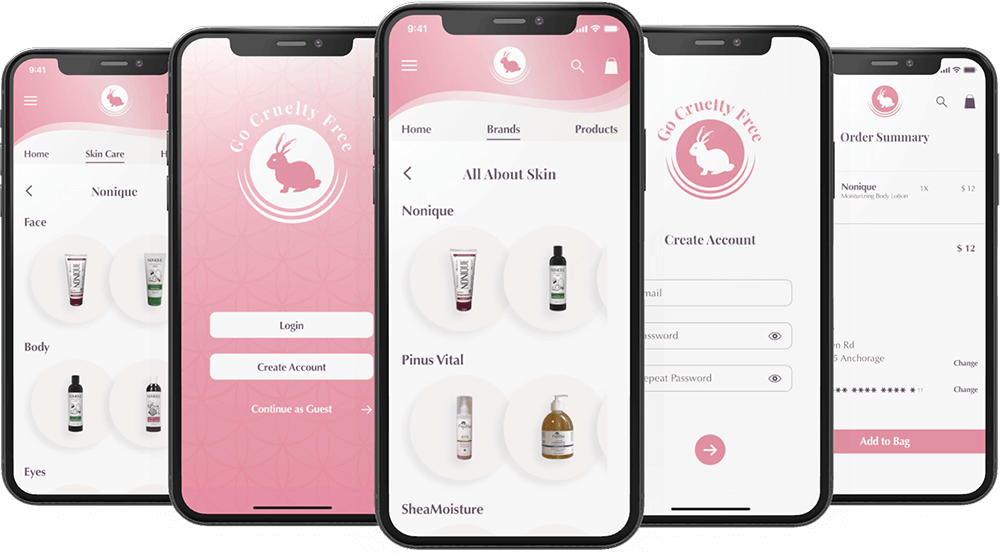 9:41
Home Skin Care H
Nonique
Face
NONIQUE
Body
Eyes
Go Cruelty Free
Login
Create Account
Continue as Guest
9:41
Home Brands Products
All About Skin
Nonique
NONIQUE
Pinus Vital
SheaMoisture
Go Cruelty Free
Create Account
mail
assword
epeat Password
Order Summary
Nonique 1X $ 12
Moisturizing Body Lotion
$ 12
en Rd
5 Anchorage
Change
**** **** **** * 11 Change
Add to Bag